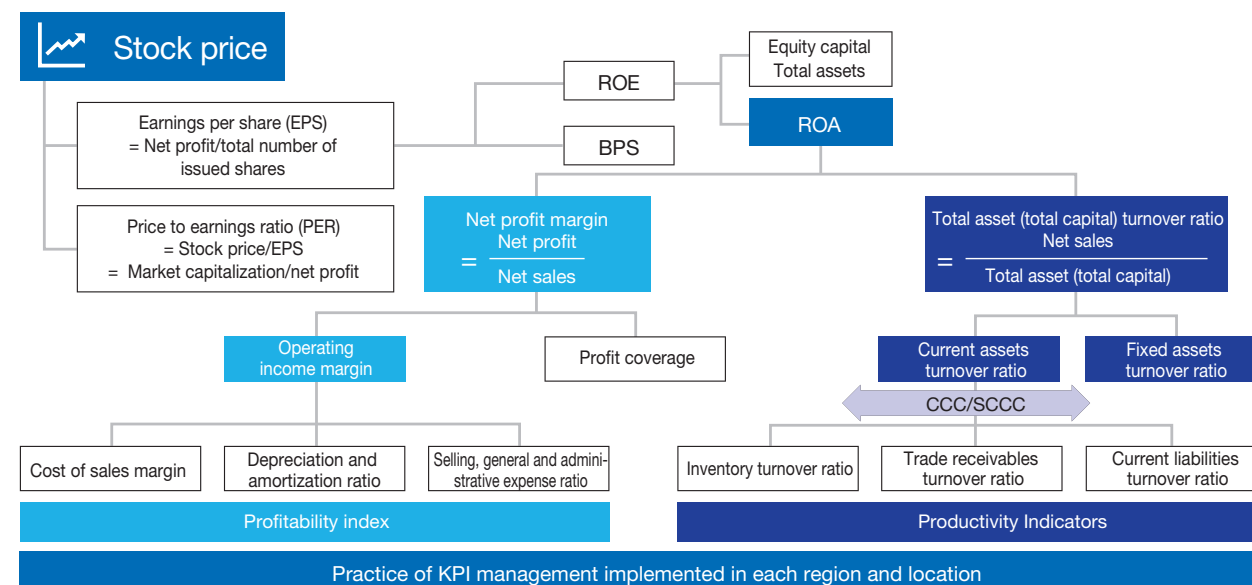 Stock price
Earnings per share (EPS)
= Net profit/total number of
issued shares
Price to earnings ratio (PER)
= Stock price/EPS
= Market capitalization/net profit
ROE
BPS
Equity capital
Total assets
ROA
Net profit margin
Net profit
=
Net sales
Total asset (total capital) turnover ratio
Net sales
=
Total asset (total capital)
Operating
income margin
Profit coverage
Current assets
turnover ratio
Fixed assets
turnover ratio
CCC/SCCC
Cost of sales margin
Depreciation and
amortization ratio
Selling, general and admini-
strative expense ratio
Inventory turnover ratio
Trade receivables
turnover ratio
Current liabilities
turnover ratio
Profitability index
Productivity Indicators
Practice of KPI management implemented in each region and location